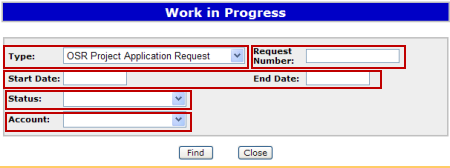 Work in Progress
Type: OSR Project Application Request Request Number:
Start Date: End Date:
Status:
Account:
Find Close